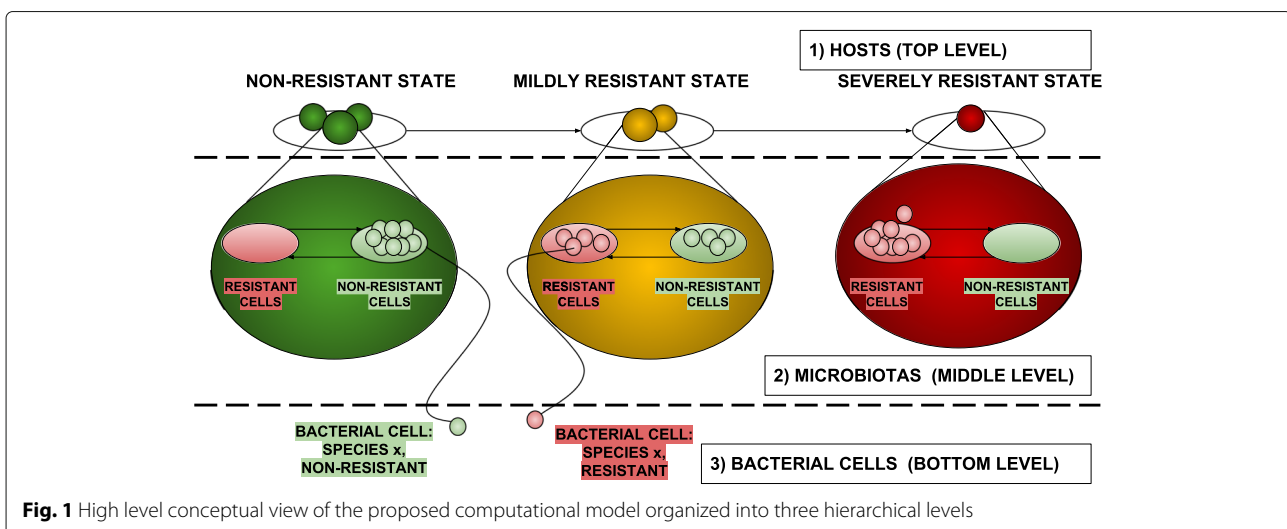 1) HOSTS (TOP LEVEL)
NON-RESISTANT STATE
MILDLY RESISTANT STATE
SEVERELY RESISTANT STATE
RESISTANT
CELLS
NON-RESISTANT
CELLS
RESISTANT
CELLS
NON-RESISTANT
CELLS
RESISTANT
CELLS
NON-RESISTANT
CELLS
2) MICROBIOTAS (MIDDLE LEVEL)
BACTERIAL CELL:
SPECIES x,
NON-RESISTANT
BACTERIAL CELL:
SPECIES x,
RESISTANT
3) BACTERIAL CELLS (BOTTOM LEVEL)
Fig. 1 High level conceptual view of the proposed computational model organized into three hierarchical levels